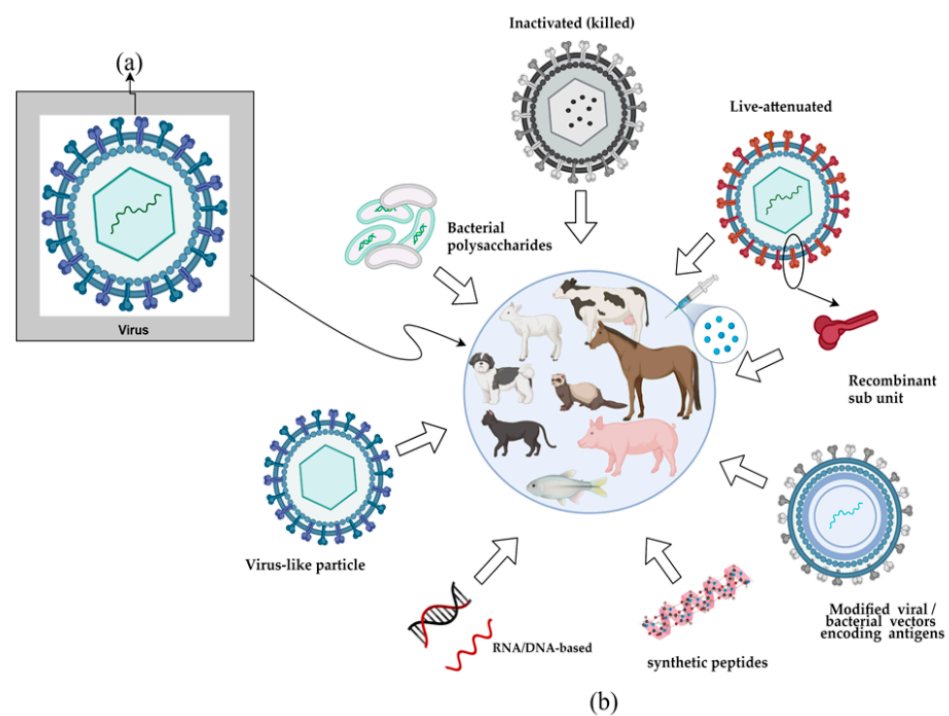 Inactivated (killed)
(a)
Live-attenuated
Bacterial
polysaccharides
Virus
Recombinant
sub unit
Virus-like particle
Modified viral /
bacterial vectors
encoding antigens
RNA/DNA-based
synthetic peptides
(b)